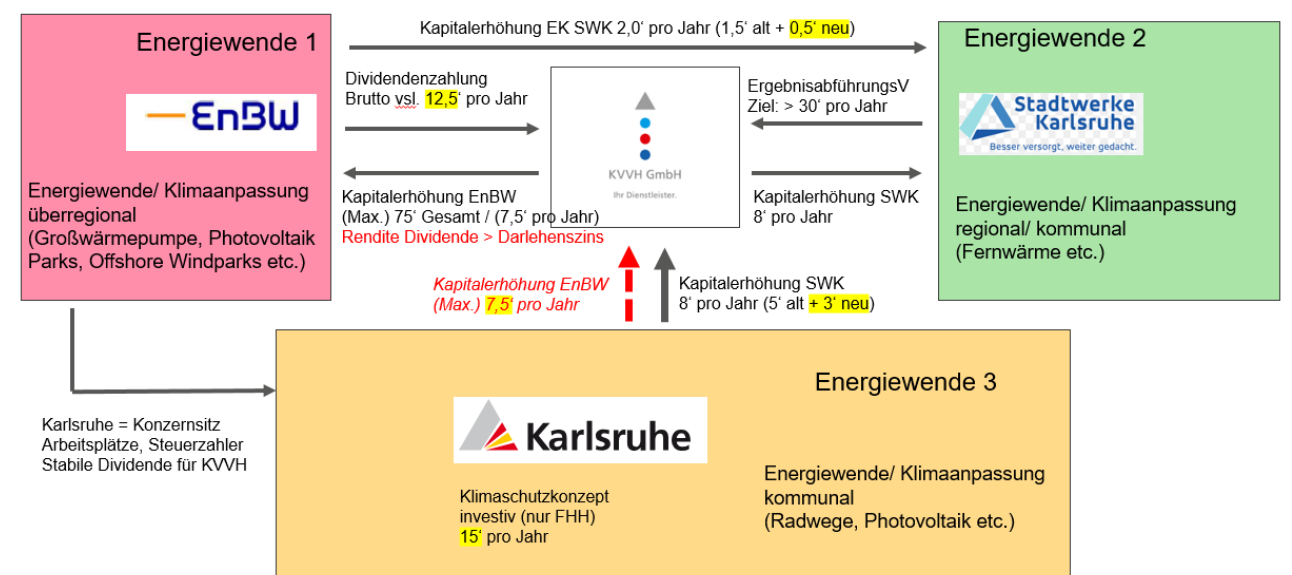 Energiewende 1
Kapitalerhöhung EK SWK 2,0‘ pro Jahr (1,5‘ alt + 0,5‘ neu)
Energiewende 2
EnBW
Dividendenzahlung
Brutto vsl. 12,5‘ pro Jahr
KVVH GmbH
Ihr Dienstleister.
ErgebnisabführungsV
Ziel: > 30‘ pro Jahr
Stadtwerke
Karlsruhe
Besser versorgt, weiter gedacht.
Energiewende/ Klimaanpassung
überregional
(Großwärmepumpe, Photovoltaik
Parks, Offshore Windparks etc.)
Kapitalerhöhung EnBW
(Max.) 75‘ Gesamt / (7,5‘ pro Jahr)
Rendite Dividende > Darlehenszins
Kapitalerhöhung SWK
8‘ pro Jahr
Energiewende/ Klimaanpassung
regional/ kommunal
(Fernwärme etc.)
Kapitalerhöhung EnBW
(Max.) 7,5‘ pro Jahr
Kapitalerhöhung SWK
8‘ pro Jahr (5‘ alt + 3‘ neu)
Karlsruhe = Konzernsitz
Arbeitsplätze, Steuerzahler
Stabile Dividende für KVVH
Energiewende 3
Karlsruhe
Klimaschutzkonzept
investiv (nur FHH)
15‘ pro Jahr
Energiewende/ Klimaanpassung
kommunal
(Radwege, Photovoltaik etc.)